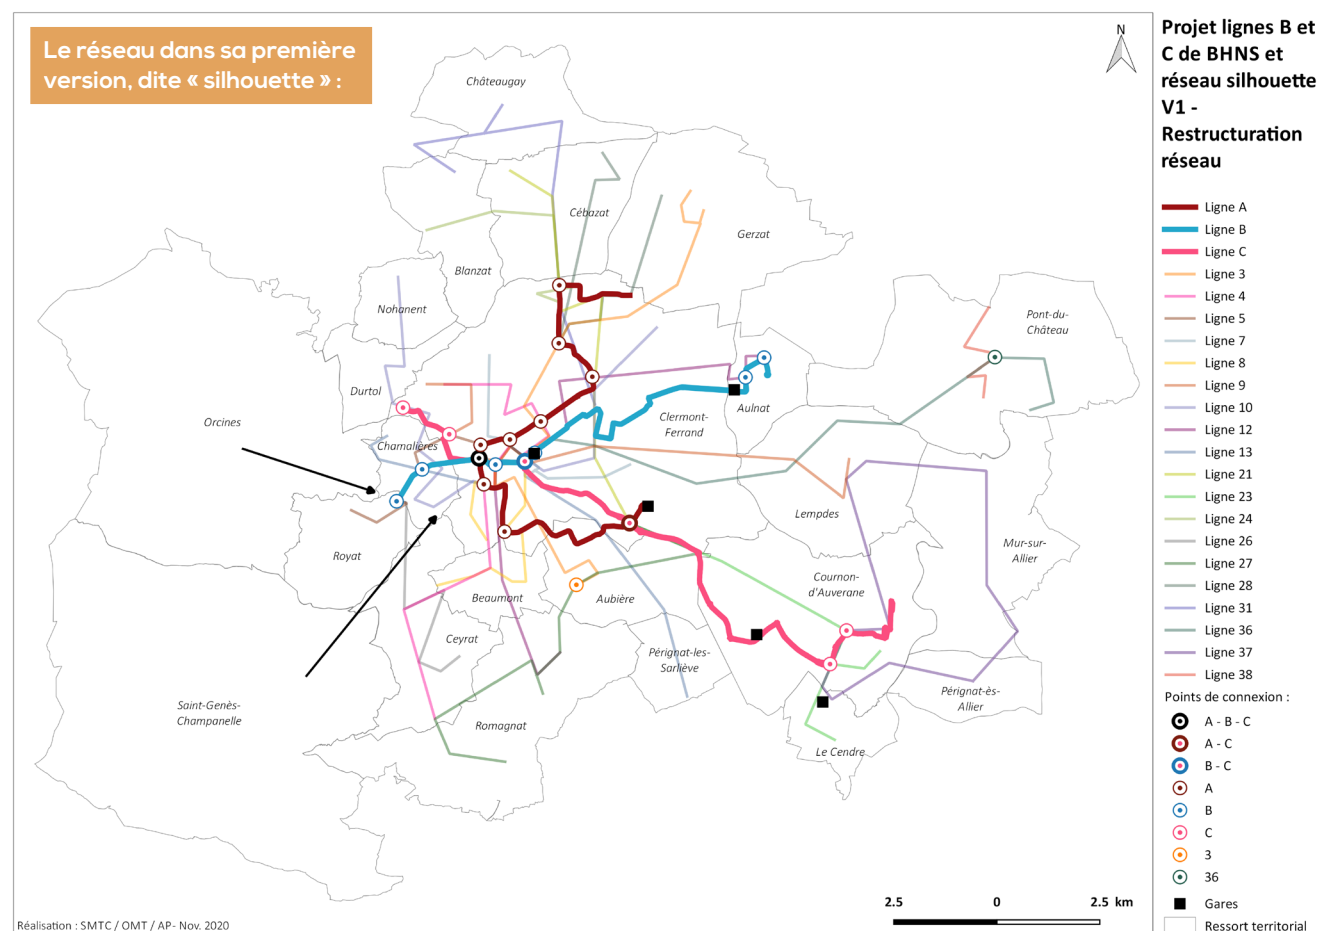 Le réseau dans sa première
version, dite « silhouette » :
N
Châteaugay
Cébazat
Gerzat
Blanzat
Nohanent
Pont-du-
Château
Durtol
Aulnat
Orcines
Clermont-
Ferrand
Chamalières
Lempdes
Royat
Mur-sur-
Allier
Cournon-
d'Auverane
Beaumont
Aubière
Ceyrat
Pérignat-les-
Sarliève
Pérignat-ès-
Allier
Saint-Genès-
Champanelle
Romagnat
Le Cendre
2.5 0 2.5 km
Réalisation : SMTC / OMT / AP- Nov. 2020
Projet lignes B et
C de BHNS et
réseau silhouette
V1 -
Restructuration
réseau
Ligne A
Ligne B
Ligne C
Ligne 3
Ligne 4
Ligne 5
Ligne 7
Ligne 8
Ligne 9
Ligne 10
Ligne 12
Ligne 13
Ligne 21
Ligne 23
Ligne 24
Ligne 26
Ligne 27
Ligne 28
Ligne 31
Ligne 36
Ligne 37
Ligne 38
Points de connexion :
A - B - C
A - C
B - C
A
B
C
3
36
Gares
Ressort territorial